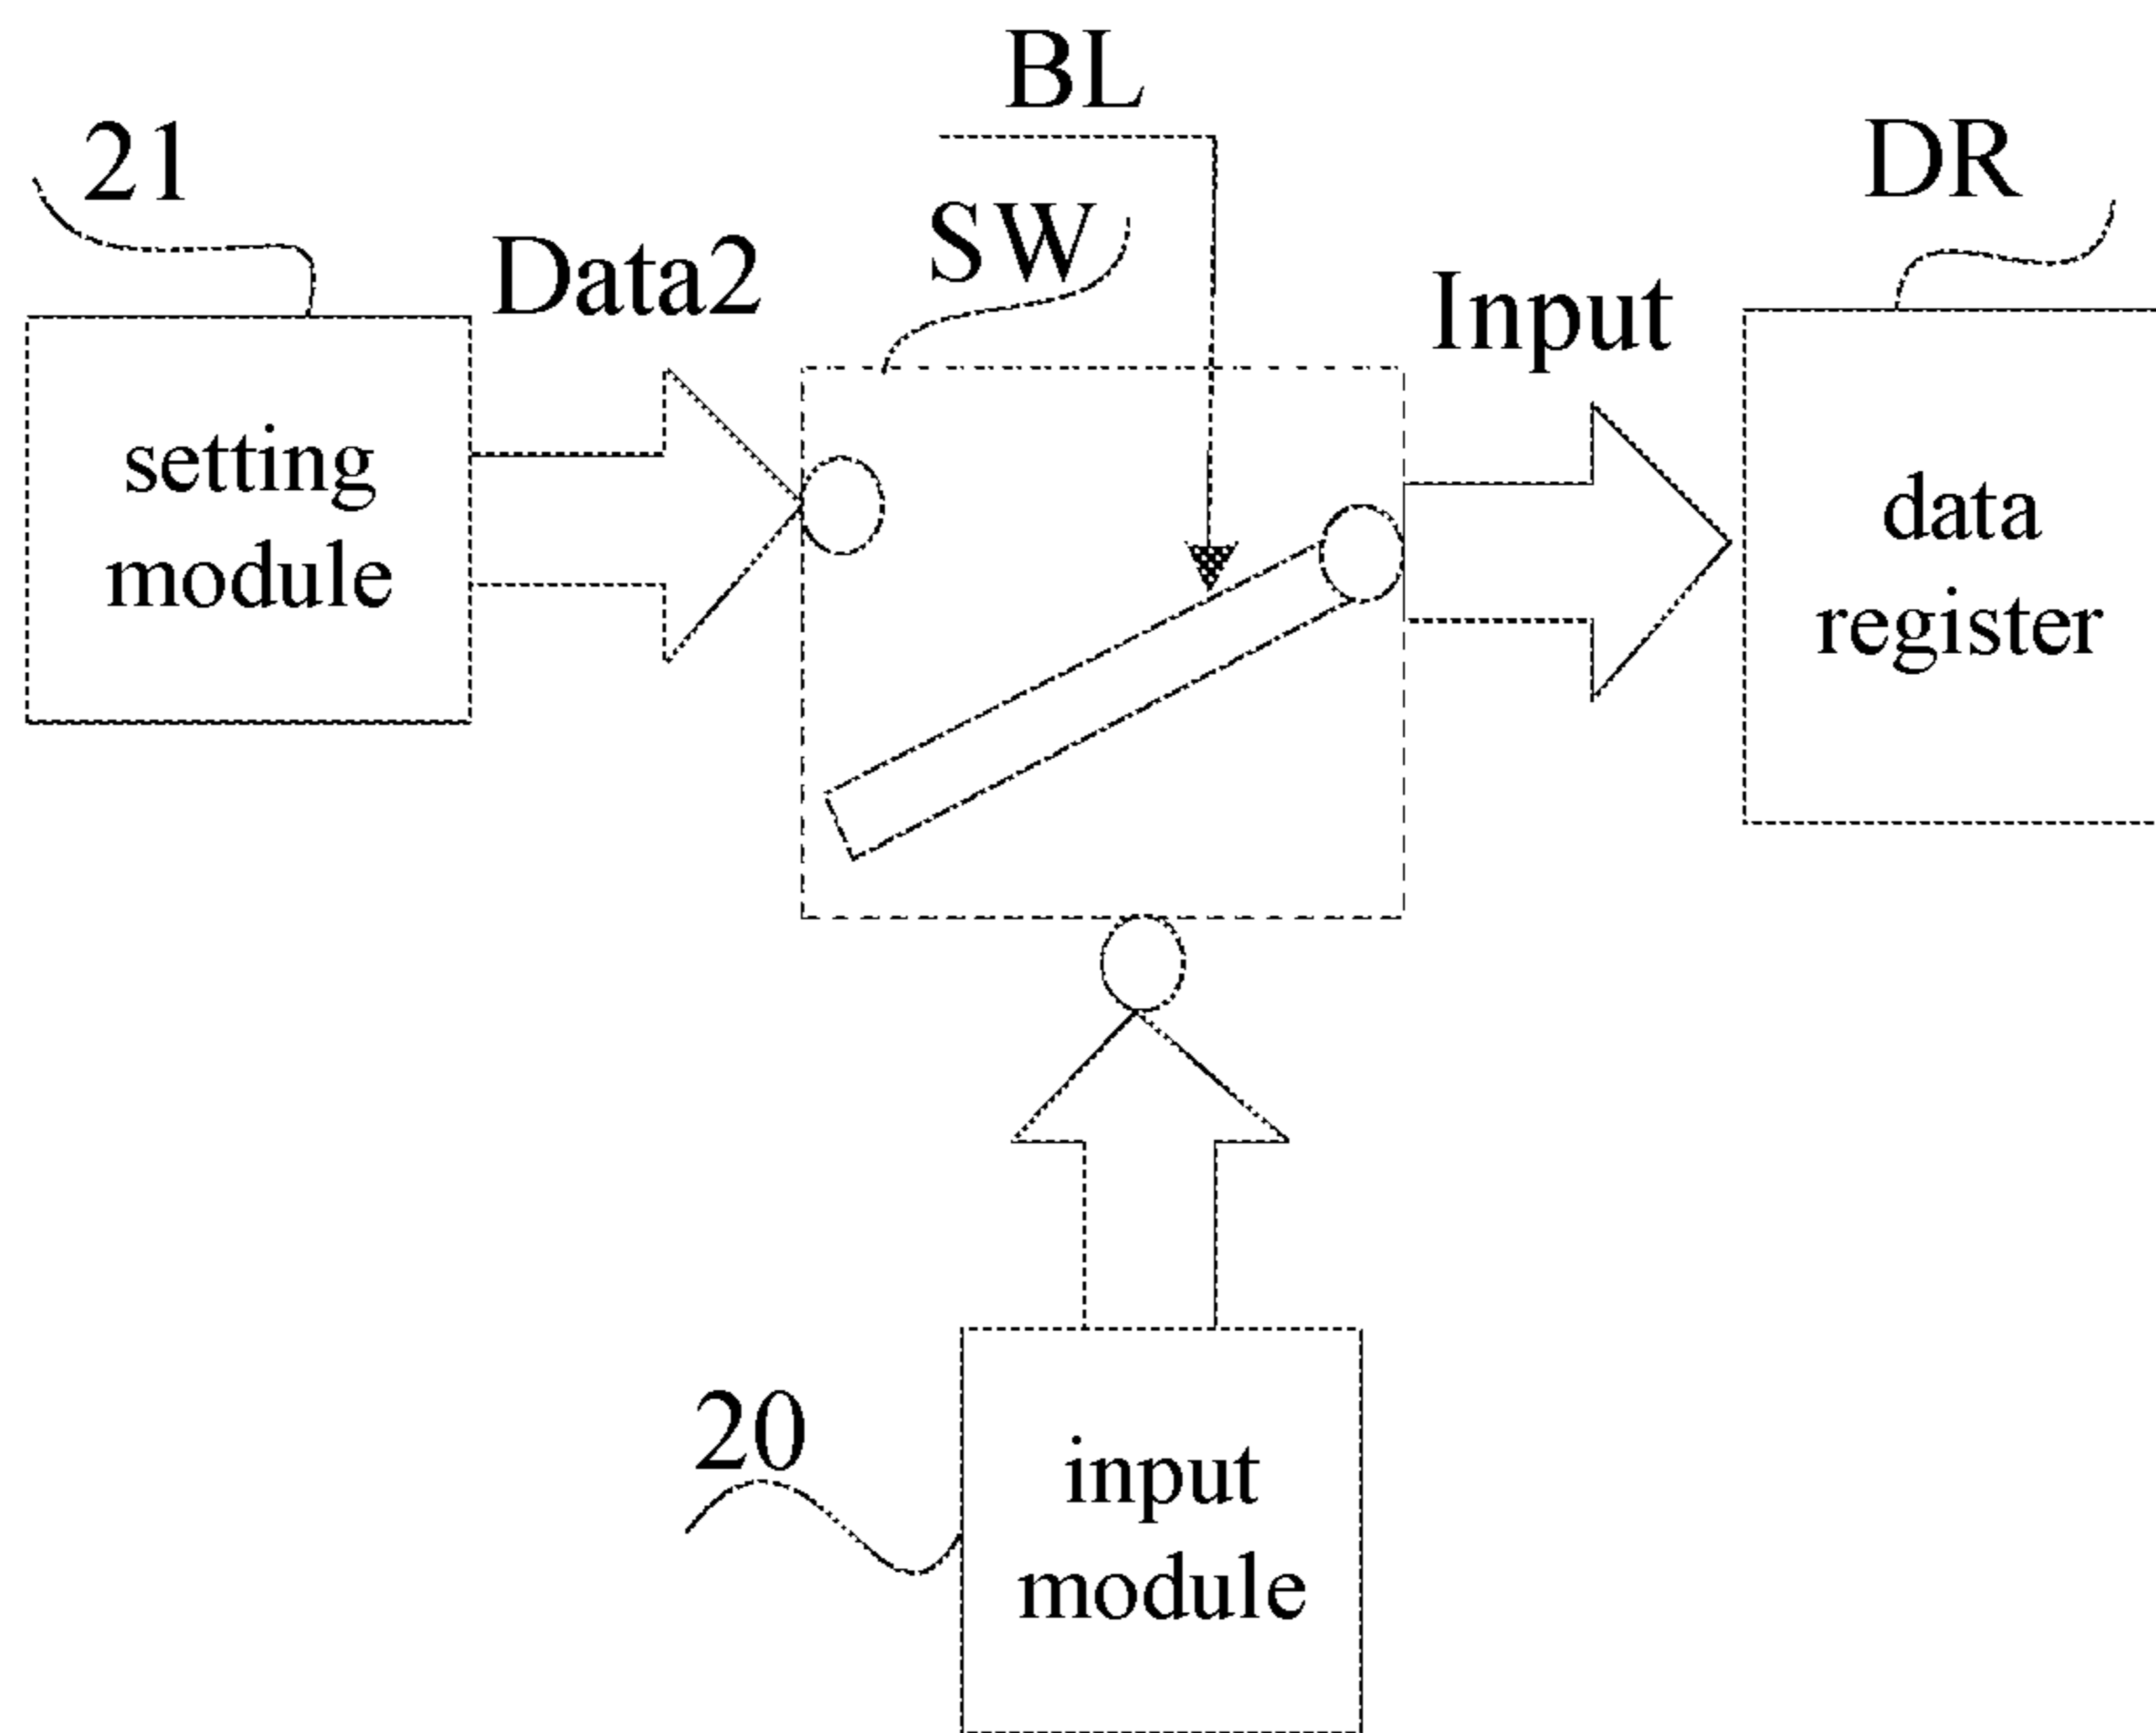 BL
21
DR
SW
Data2
Input
setting
module
data
register
20
input
module